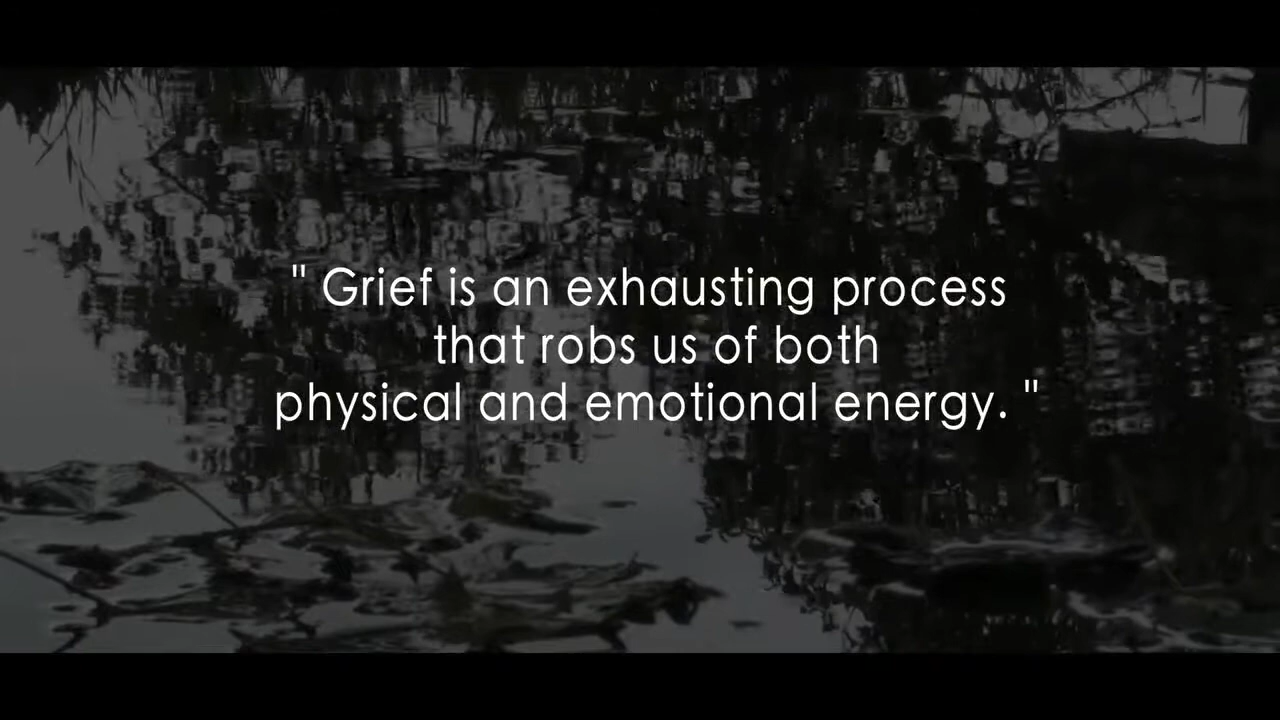 " Grief is an exhausting process
that robs us of both
physical and emotional energy. "